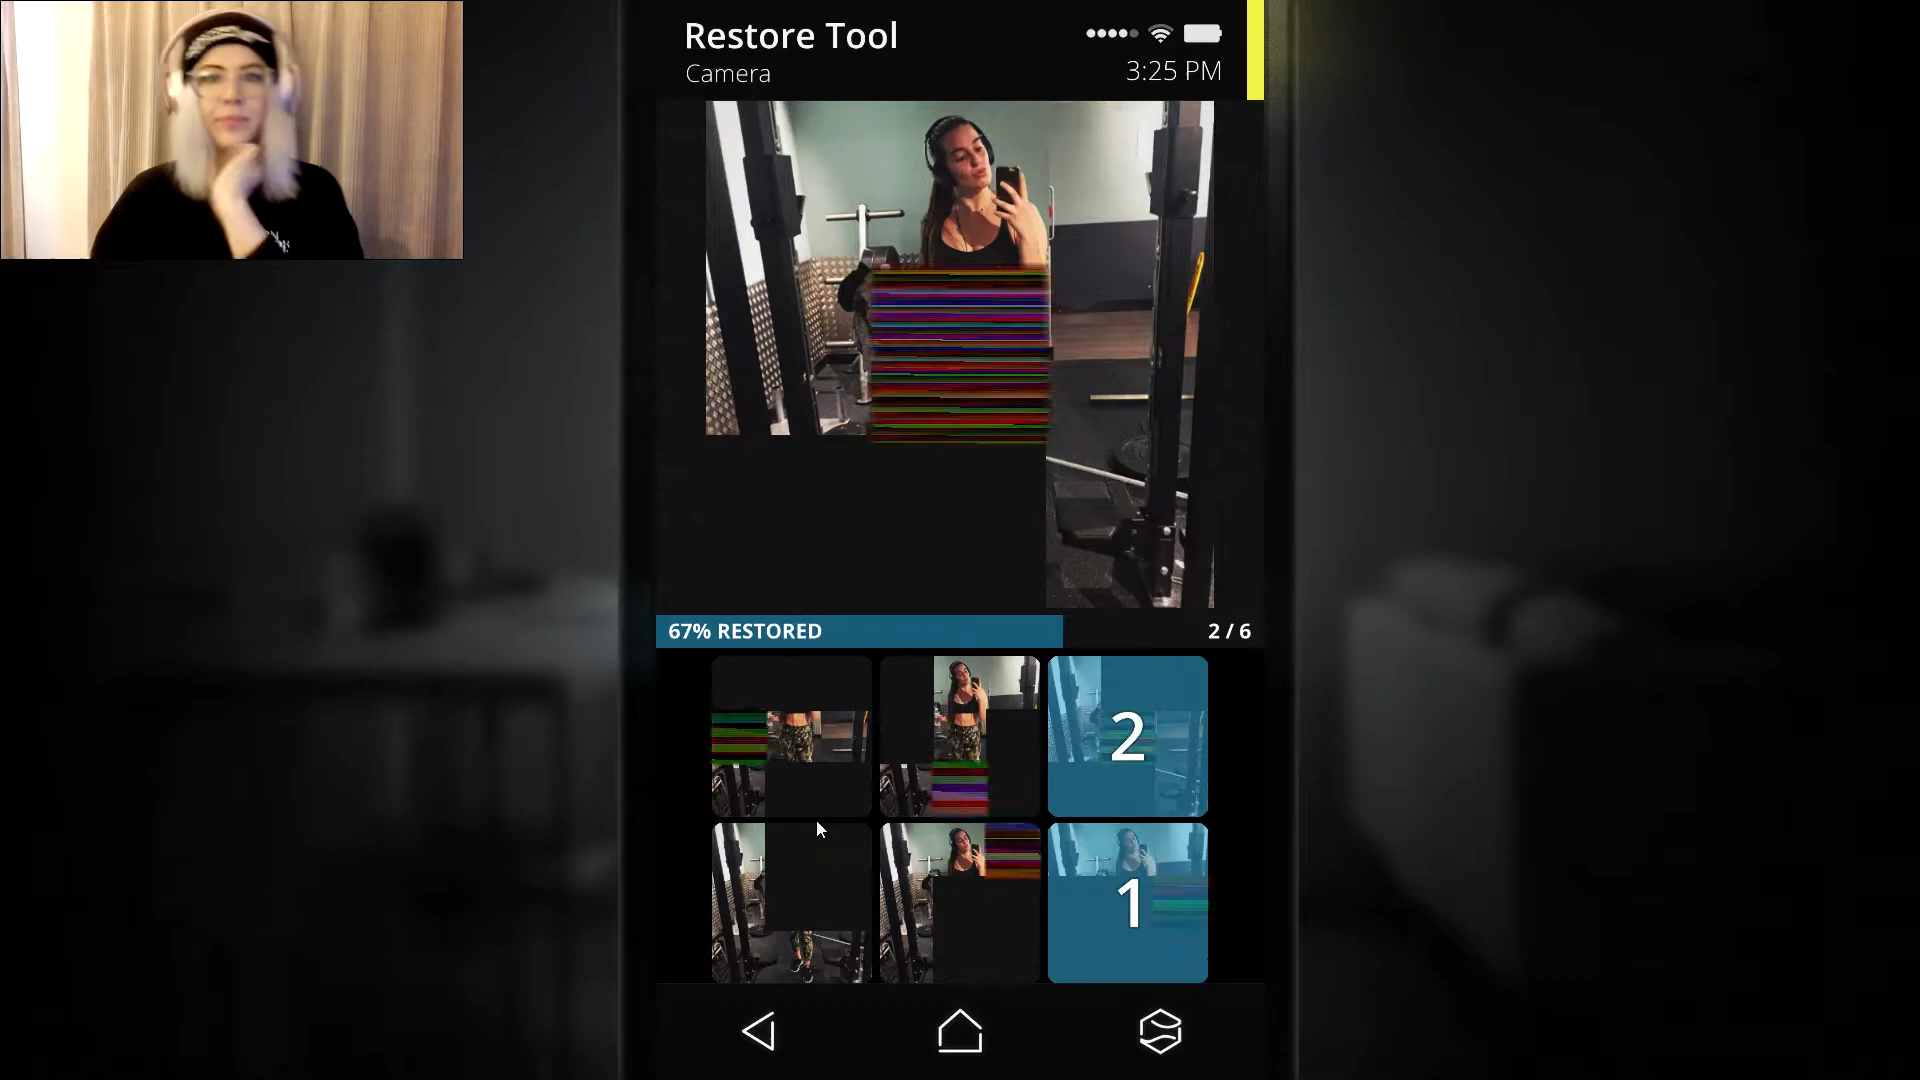 Restore Tool
Camera
3:25 PM
67% RESTORED
2 / 6
2
1